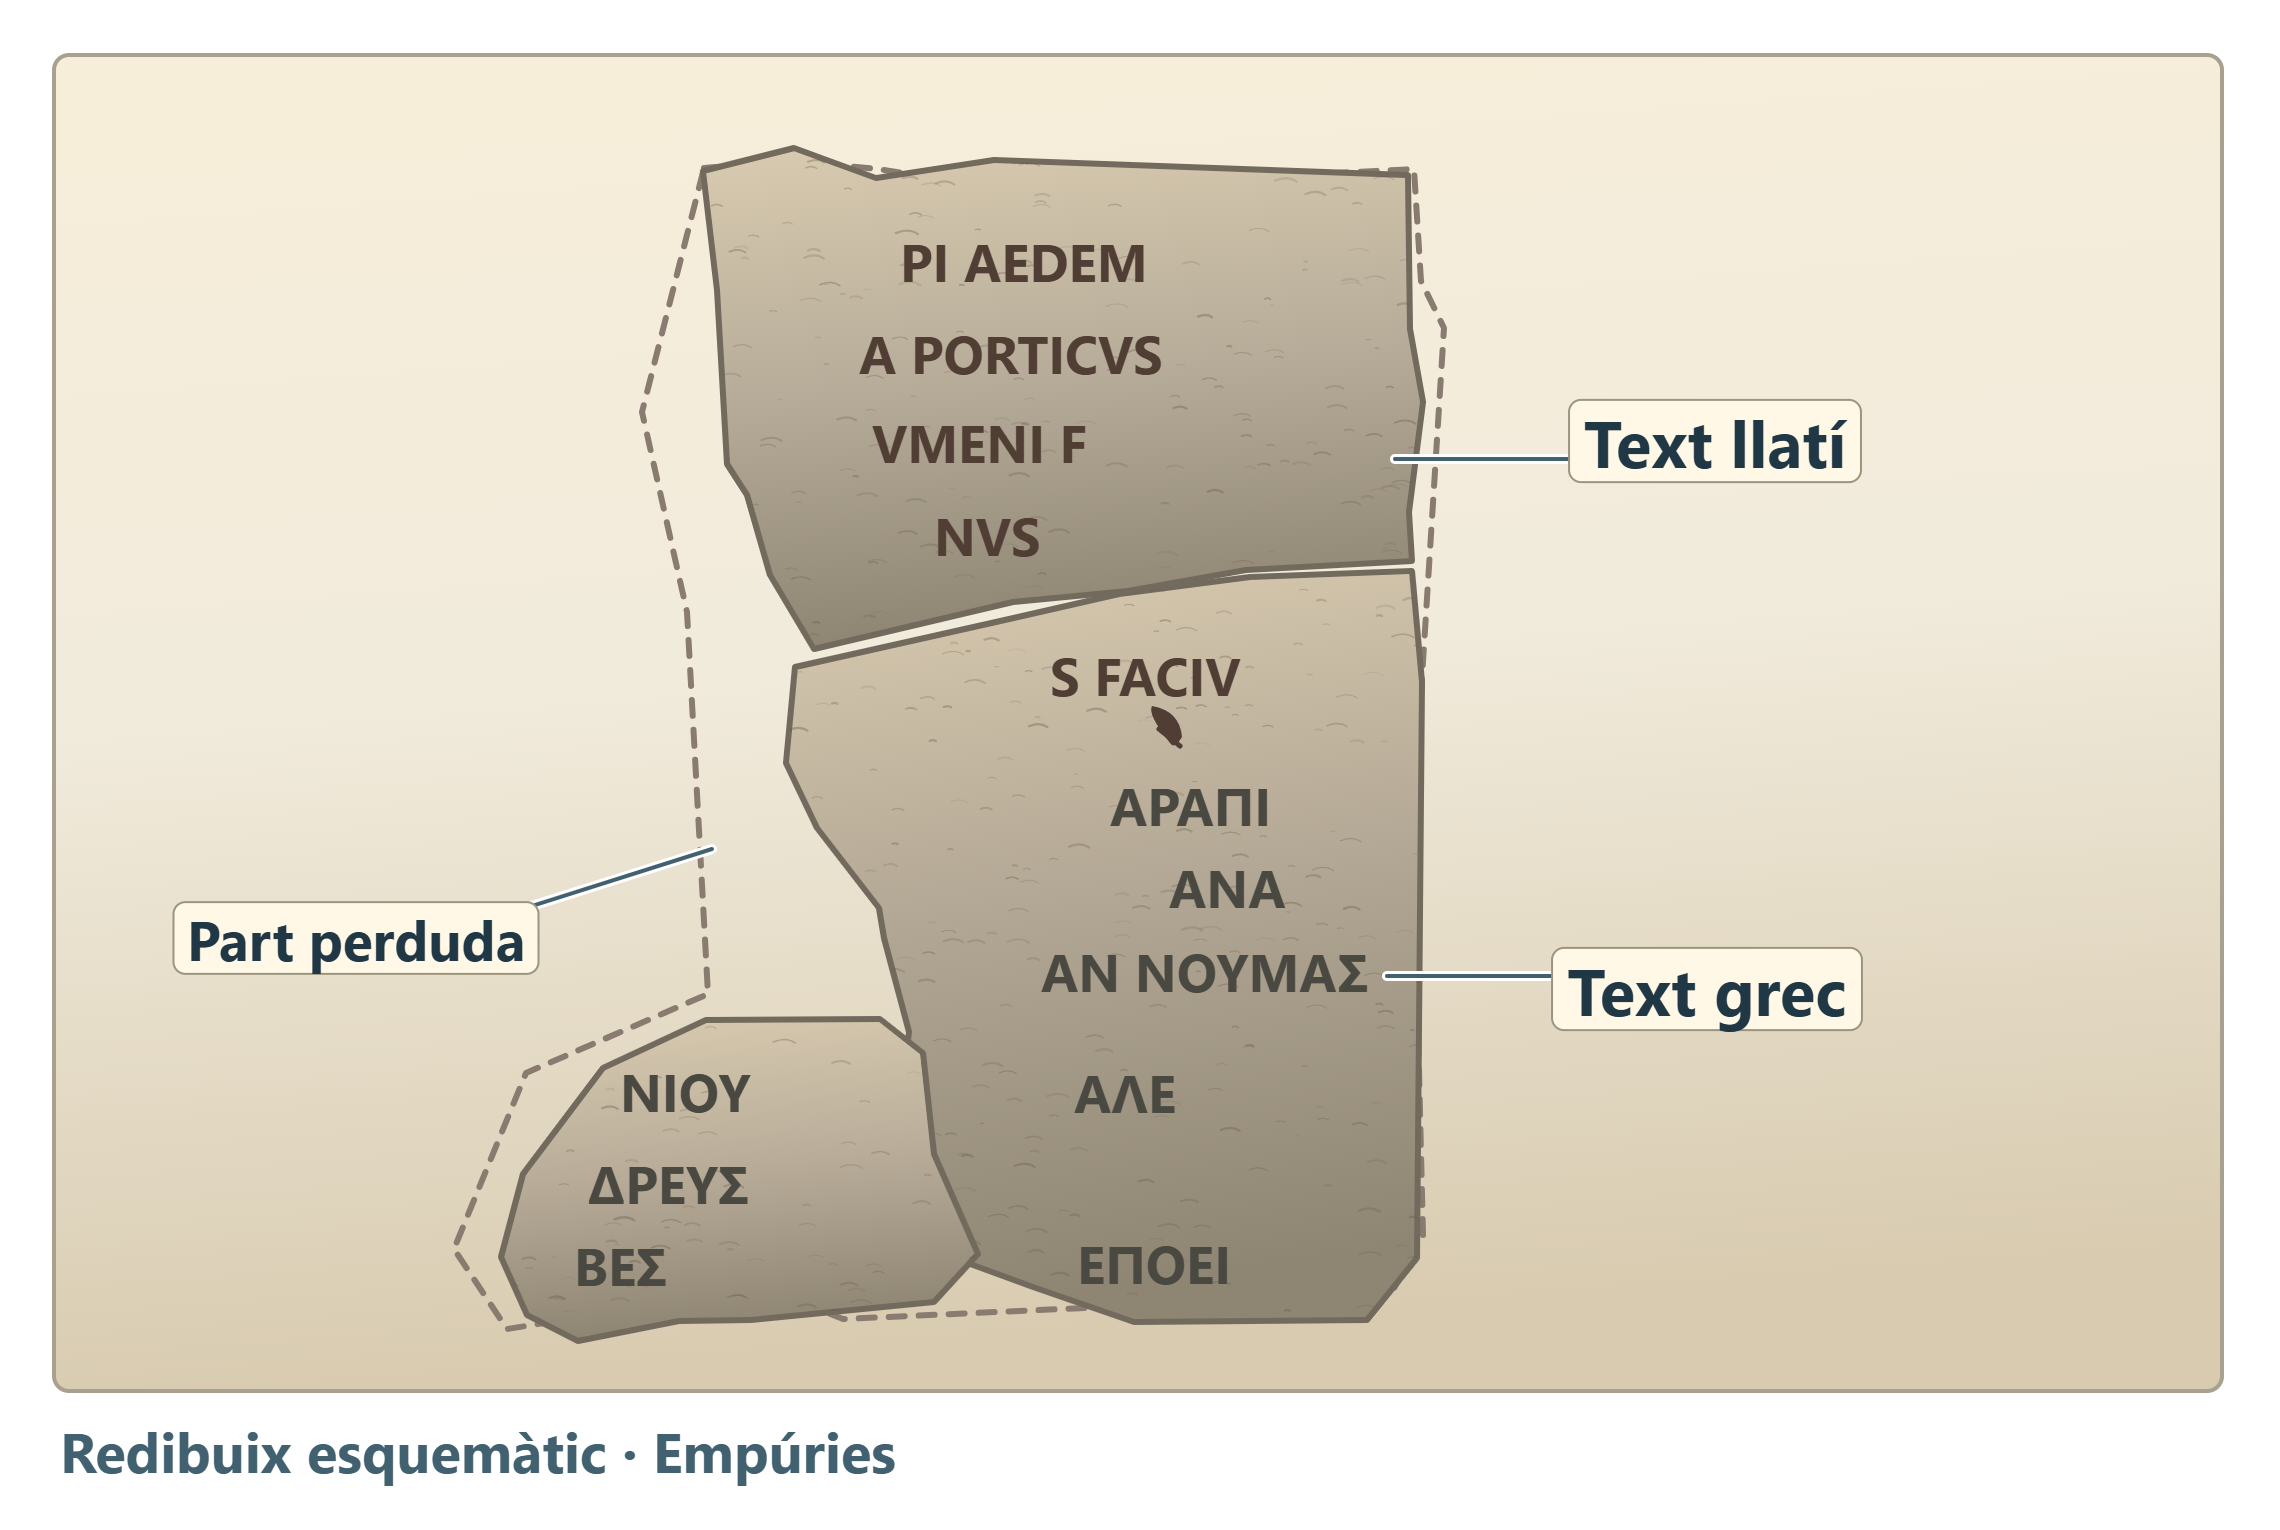 PI AEDEM
A PORTICVS
VMENI F
Text llatí
NVS
S FACIV
ΑΡΑΠΙ
ΑΝΑ
Part perduda
ΑΝ ΝΟΥΜΑΣ
Text grec
ΝΙΟΥ
ΑΛΕ
ΔΡΕΥΣ
ΒΕΣ
ΕΠΟΕΙ
Redibuix esquemàtic · Empúries